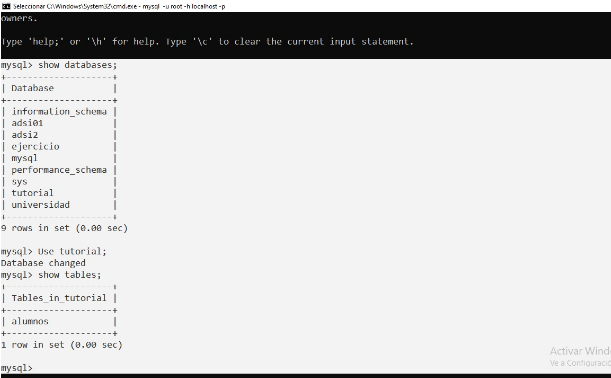 Seleccionar C:\Windows\System32\cmd.exe - mysql -u root -h localhost -p
owners.
Type 'help;' or '\h' for help. Type '\c' to clear the current input statement.
mysql> show databases;
+--------------------+
| Database           |
+--------------------+
| information_schema |
| adsi01             |
| adsi2              |
| ejercicio          |
| mysql              |
| performance_schema |
| sys                |
| tutorial           |
| universidad        |
+--------------------+
9 rows in set (0.00 sec)
mysql> Use tutorial;
Database changed
mysql> show tables;
+--------------------+
| Tables_in_tutorial |
+--------------------+
| alumnos            |
+--------------------+
1 row in set (0.00 sec)
mysql>
Activar Wind
Ve a Configuraci